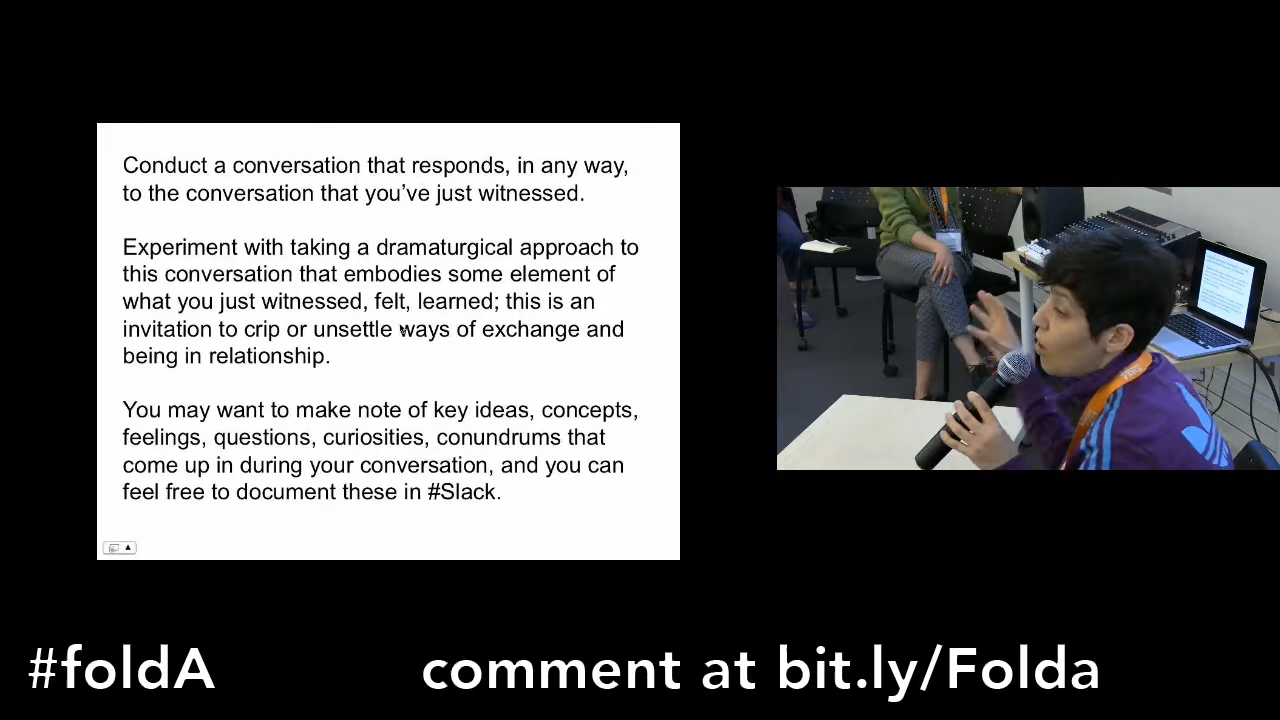 Conduct a conversation that responds, in any way,
to the conversation that you’ve just witnessed.
Experiment with taking a dramaturgical approach to
this conversation that embodies some element of
what you just witnessed, felt, learned; this is an
invitation to crip or unsettle ways of exchange and
being in relationship.
You may want to make note of key ideas, concepts,
feelings, questions, curiosities, conundrums that
come up in during your conversation, and you can
feel free to document these in #Slack.
#foldA comment at bit.ly/Folda